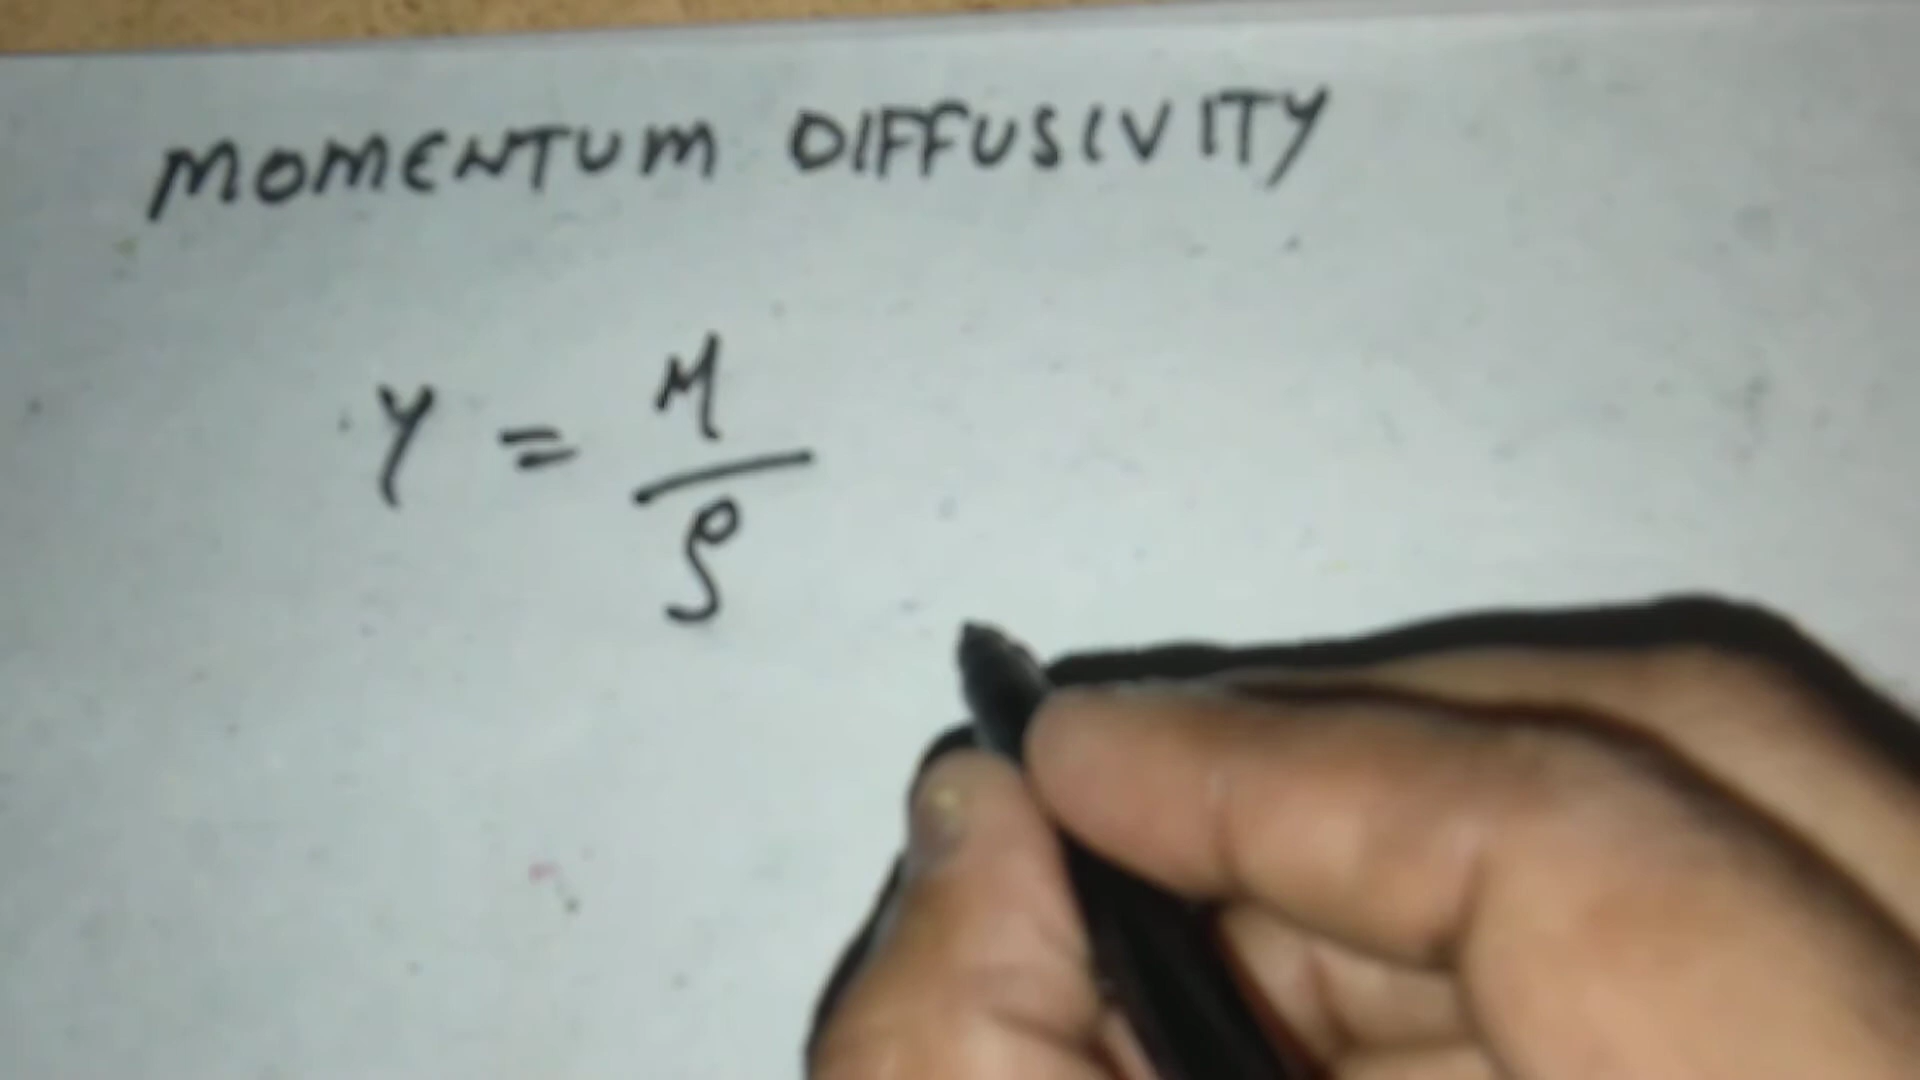 MOMENTUM DIFFUSIVITY
γ = μ
ρ